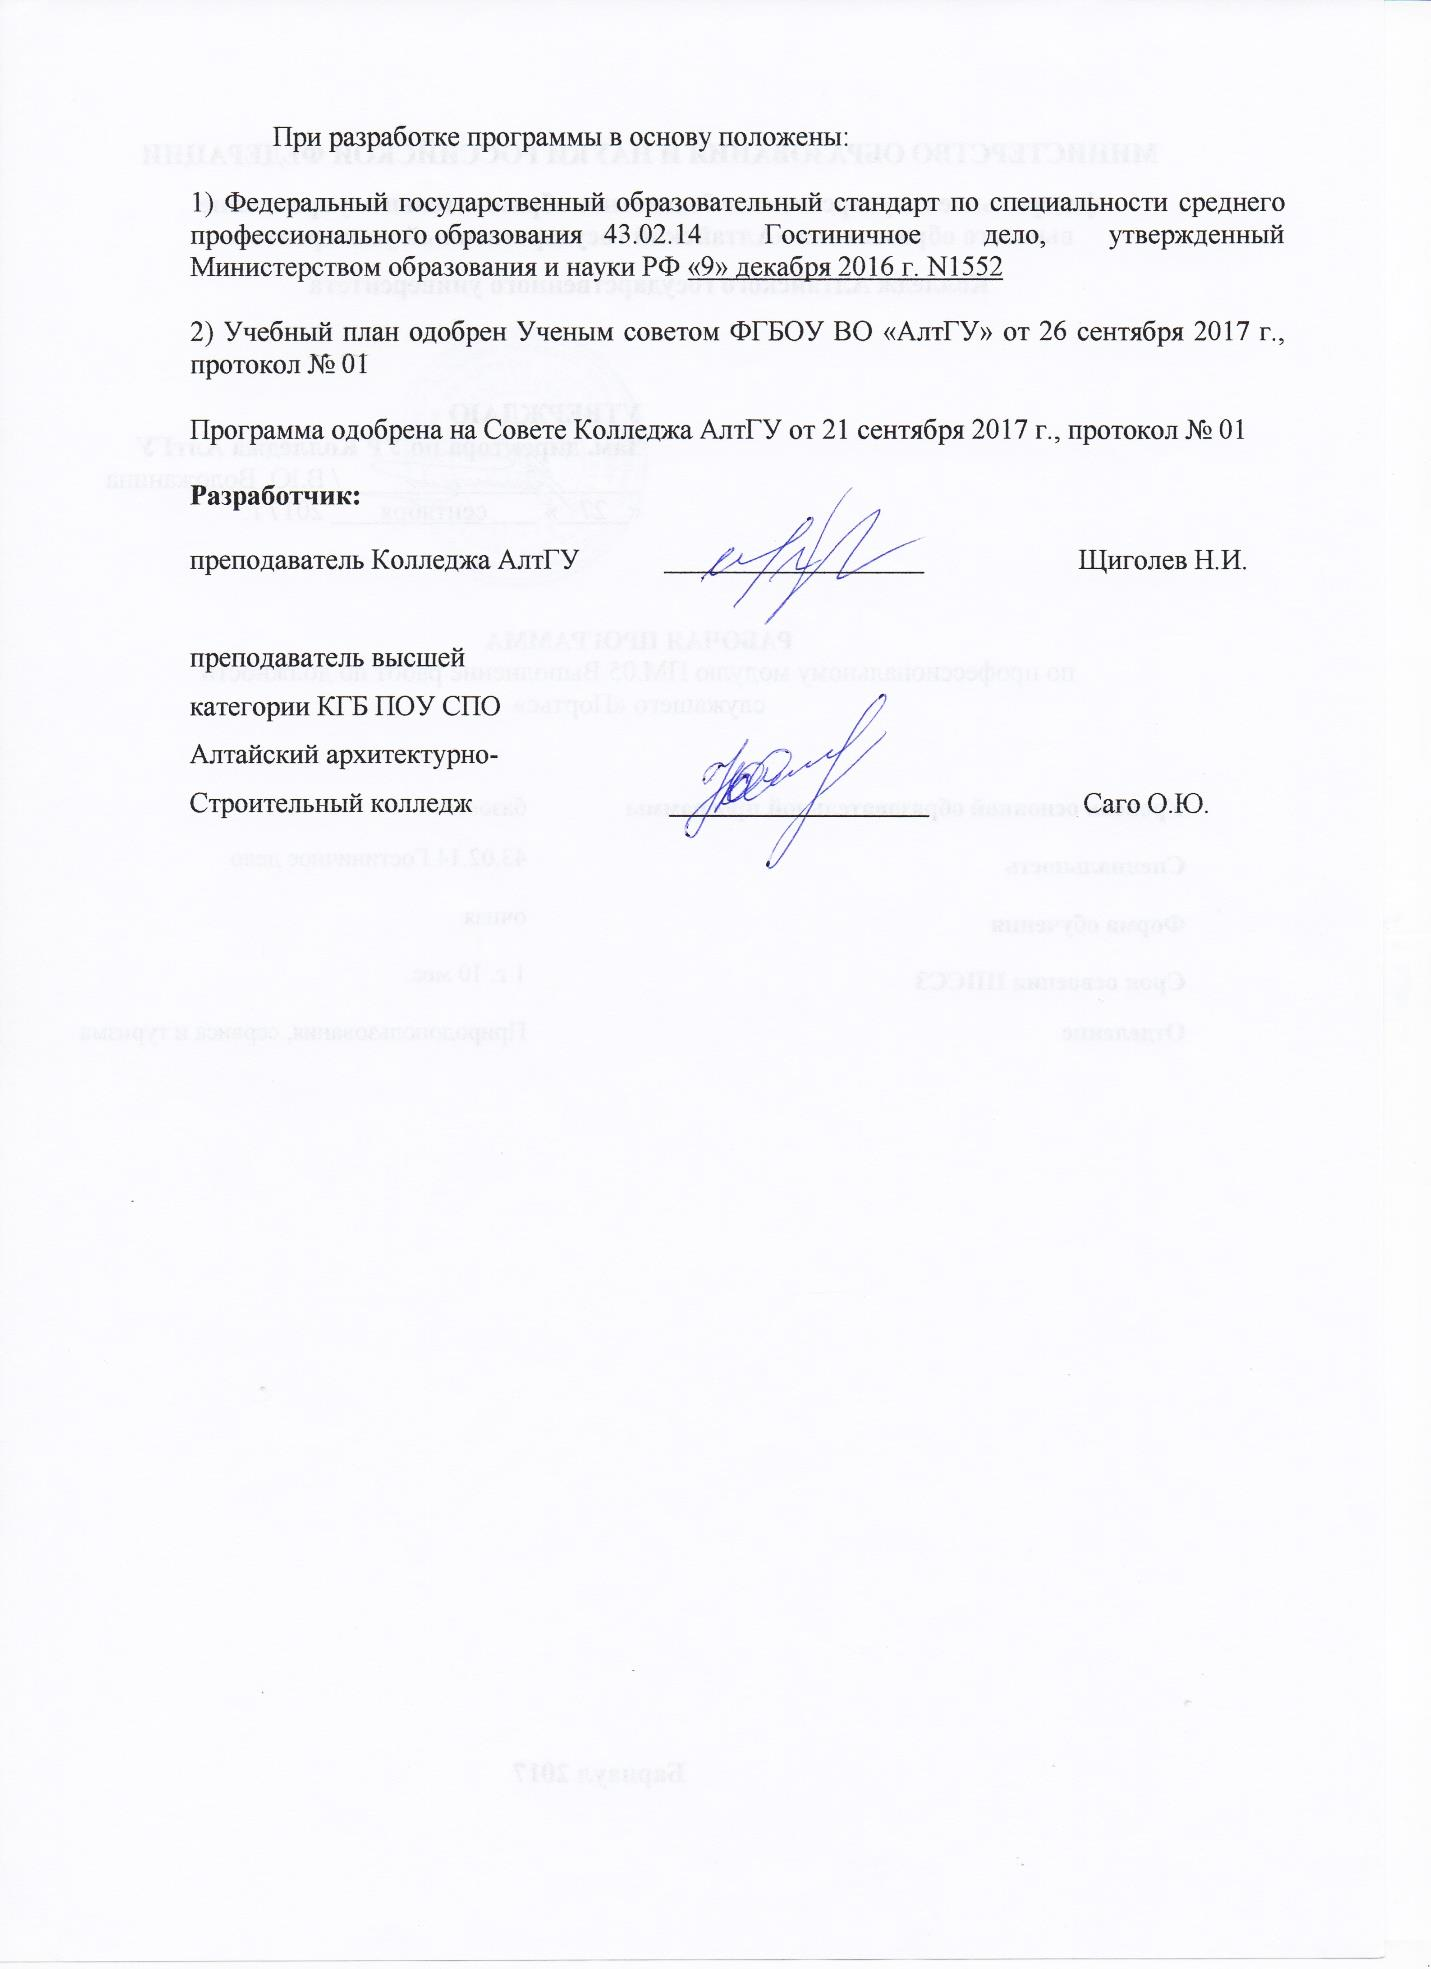 При разработке программы в основу положены:
1) Федеральный государственный образовательный стандарт по специальности среднего
профессионального образования 43.02.14 Гостиничное дело, утвержденный
Министерством образования и науки РФ «9» декабря 2016 г. N1552
2) Учебный план одобрен Ученым советом ФГБОУ ВО «АлтГУ» от 26 сентября 2017 г.,
протокол № 01
Программа одобрена на Совете Колледжа АлтГУ от 21 сентября 2017 г., протокол № 01
Разработчик:
преподаватель Колледжа АлтГУ Щиголев Н.И.
преподаватель высшей
категории КГБ ПОУ СПО
Алтайский архитектурно-
Строительный колледж Саго О.Ю.